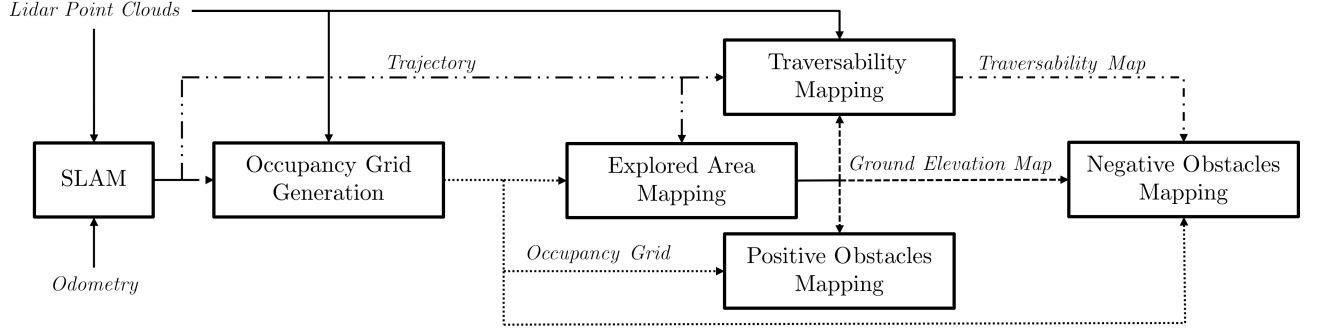 Lidar Point Clouds
Trajectory
Traversability
Mapping
Traversability Map
SLAM
Occupancy Grid
Generation
Explored Area
Mapping
Ground Elevation Map
Negative Obstacles
Mapping
Odometry
Occupancy Grid
Positive Obstacles
Mapping